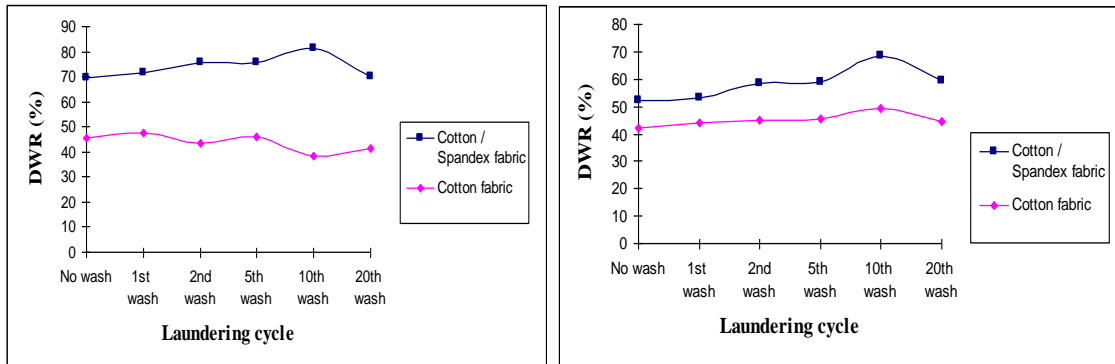 90
80
70
60
50
40
30
20
10
0
DWR (%)
No wash 1st wash 2nd wash 5th wash 10th wash 20th wash
Laundering cycle
Cotton /
Spandex fabric
Cotton fabric
80
70
60
50
40
30
20
10
0
DWR (%)
No wash 1st wash 2nd wash 5th wash 10th wash 20th wash
Laundering cycle
Cotton /
Spandex fabric
Cotton fabric